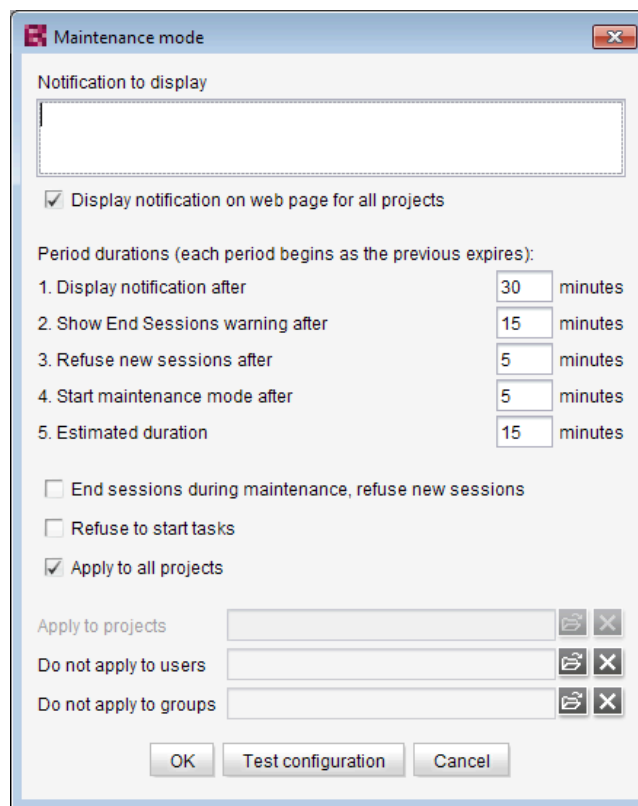 Maintenance mode
Notification to display
Display notification on web page for all projects
Period durations (each period begins as the previous expires):
1. Display notification after 30 minutes
2. Show End Sessions warning after 15 minutes
3. Refuse new sessions after 5 minutes
4. Start maintenance mode after 5 minutes
5. Estimated duration 15 minutes
End sessions during maintenance, refuse new sessions
Refuse to start tasks
Apply to all projects
Apply to projects
Do not apply to users
Do not apply to groups
OK Test configuration Cancel